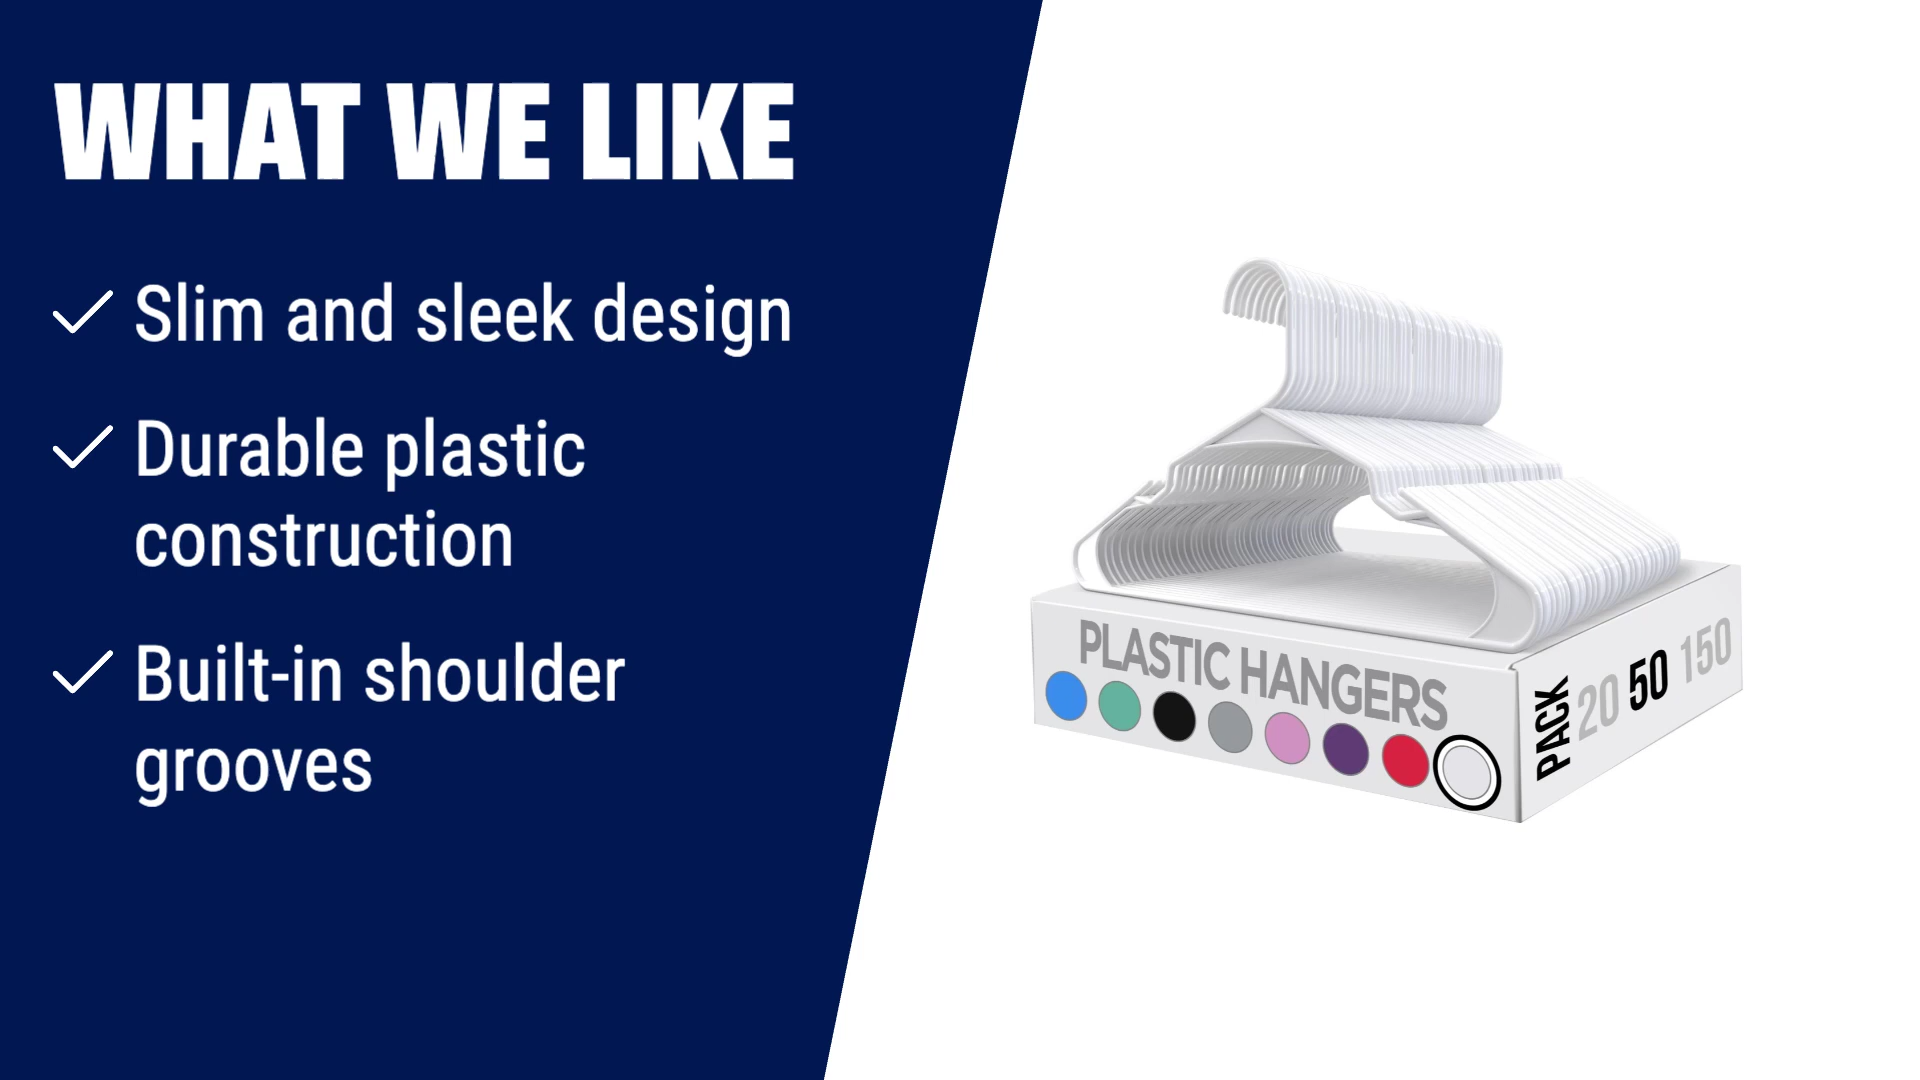 WHAT WE LIKE
Slim and sleek design
Durable plastic
construction
Built-in shoulder
grooves
PLASTIC HANGERS
PACK 20 50 150